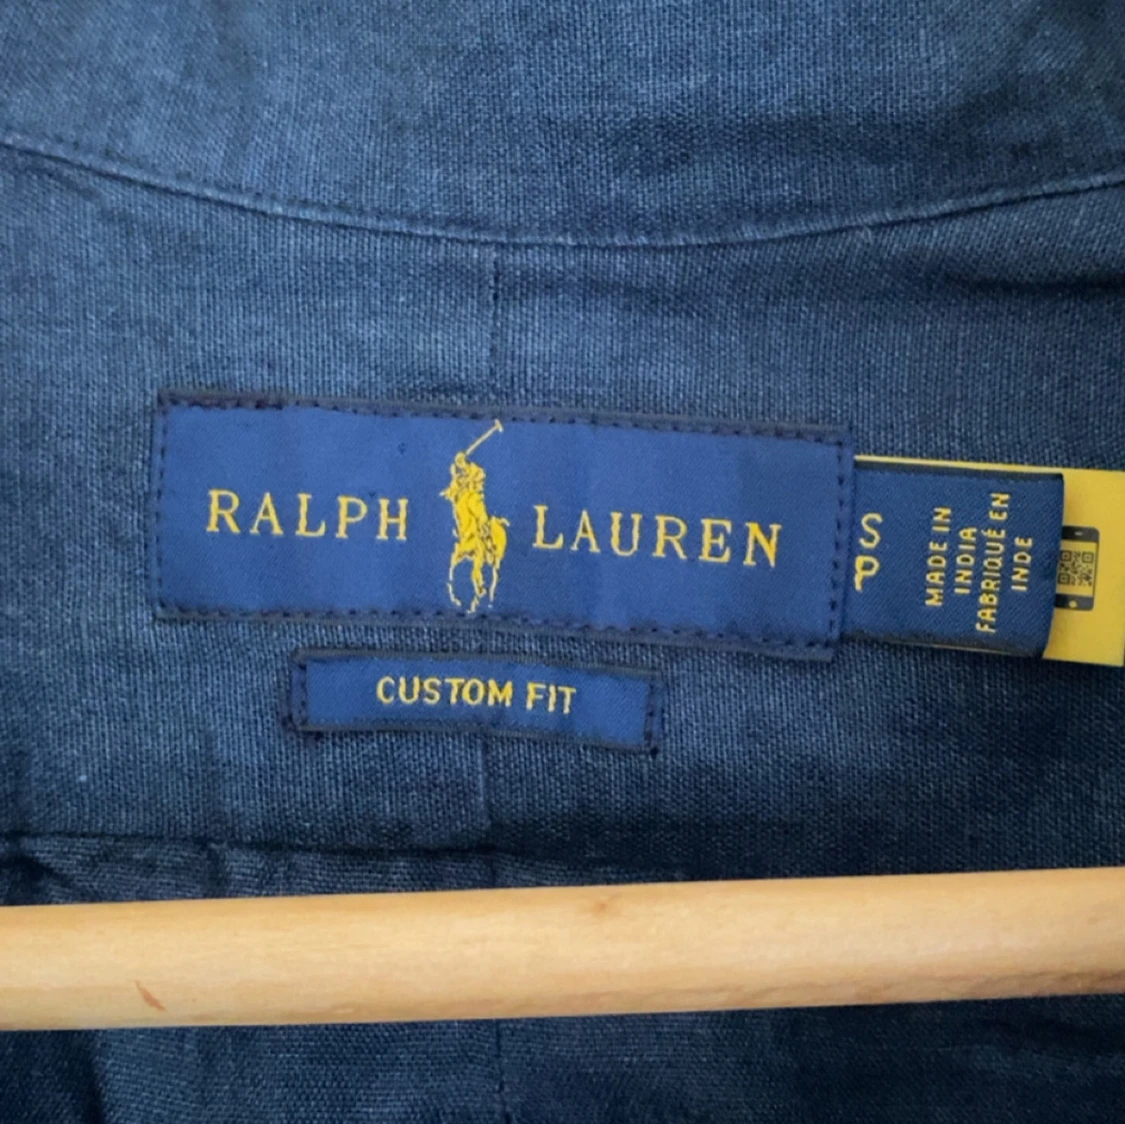 RALPH LAUREN
CUSTOM FIT
S
P
MADE IN
INDIA
FABRIQUÉ EN
INDE